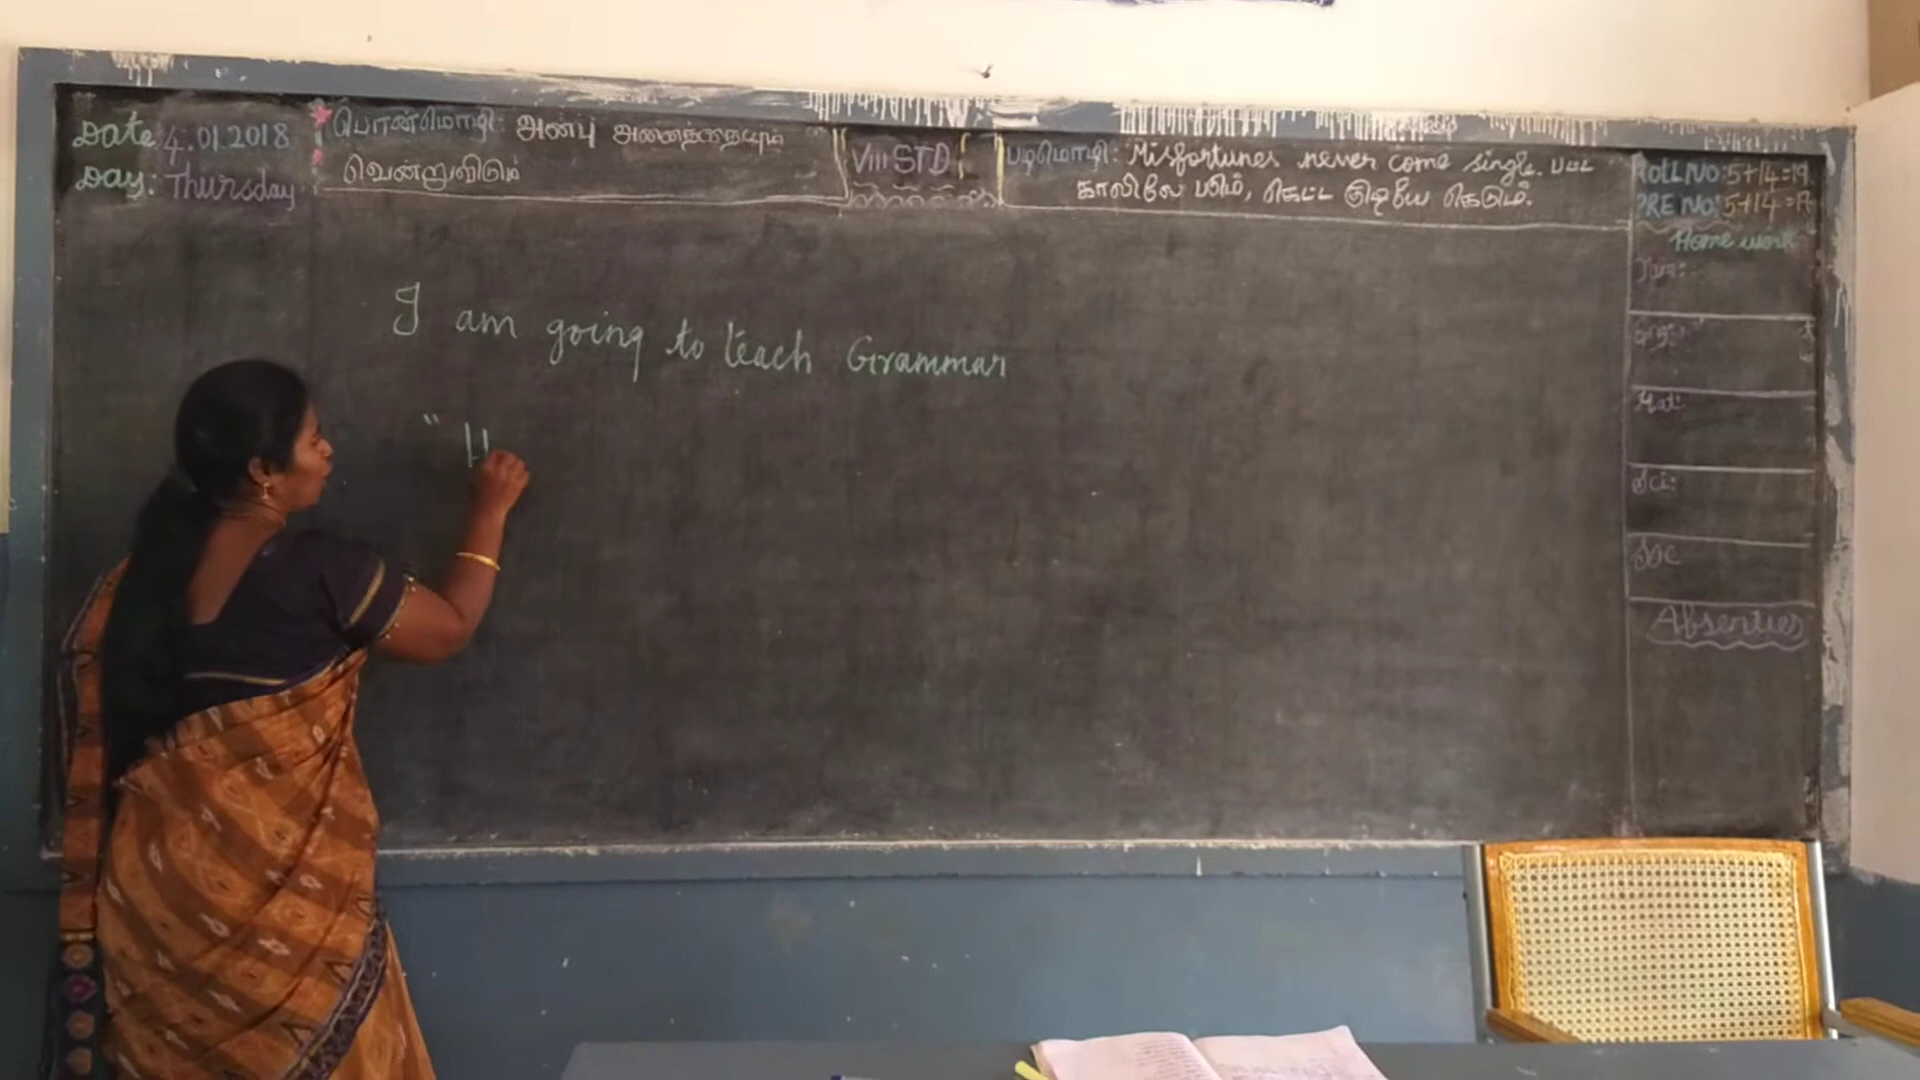 Date 4.01.2018
Day: Thursday
பொன்மொழி: அன்பு அனைத்தையும்
வென்றுவிடும்
VIII STD
பழமொழி: Misfortunes never come single. பட்ட
காலிலே படும், கெட்ட குடியே கெடும்.
ROLL NO: 5+14=19
PRE NO: 5+14=19
Home work
Tam:
Eng:
Mat:
Sci:
Soc
Absenties
I am going to teach Grammar
" H